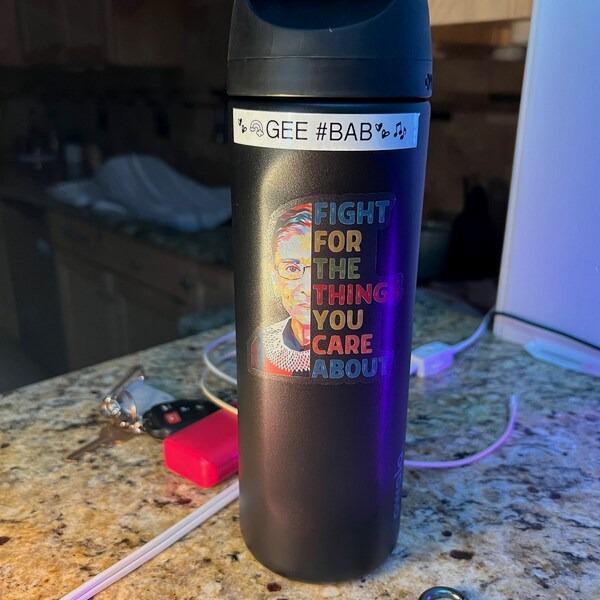 GEE #BAB
FIGHT
FOR
THE
THINGS
YOU
CARE
ABOUT